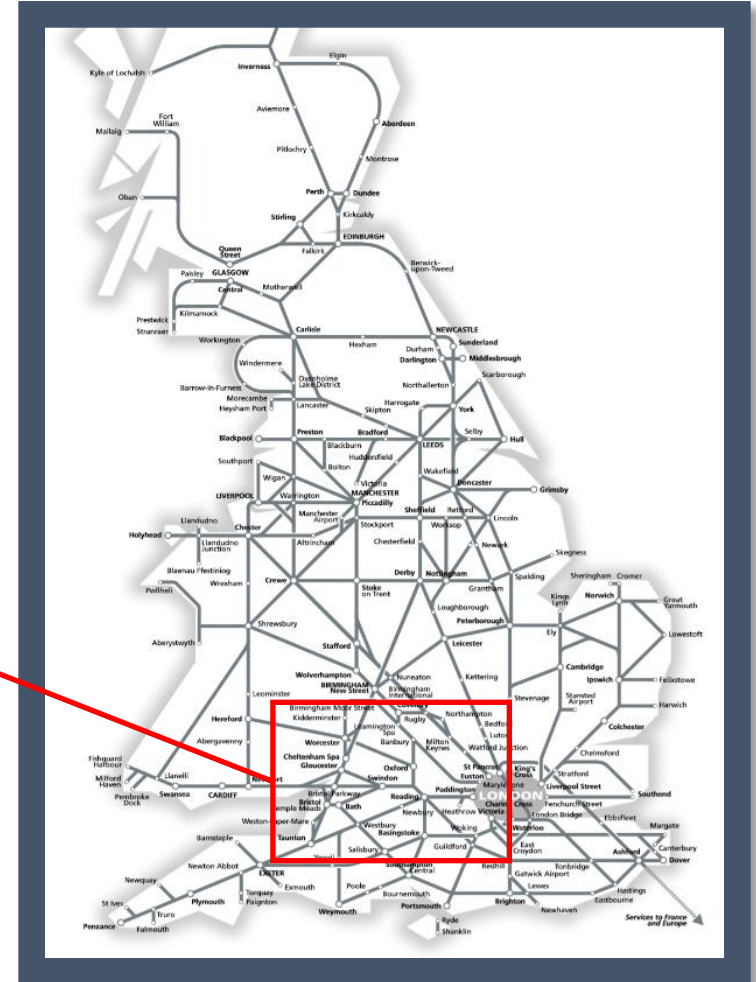 Elgin
Inverness
Kyle of Lochalsh
Aviemore
Fort
William
Mallaig
Aberdeen
Pitlochry
Montrose
Perth
Dundee
Oban
Stirling
Kirkcaldy
EDINBURGH
Falkirk
Queen
Street
GLASGOW
Central
Paisley
Motherwell
Berwick-
upon-Tweed
Prestwick
Stranraer
Kilmarnock
Carlisle
NEWCASTLE
Workington
Hexham
Sunderland
Durham
Darlington
Middlesbrough
Windermere
Scarborough
Oxenholme
Lake District
Northallerton
Barrow-in-Furness
Morecambe
Heysham Port
Lancaster
Harrogate
York
Skipton
Blackpool
Preston
Bradford
LEEDS
Selby
Hull
Blackburn
Huddersfield
Southport
Bolton
Wakefield
Wigan
Victoria
Doncaster
MANCHESTER
Piccadilly
LIVERPOOL
Warrington
Grimsby
Manchester
Airport
Sheffield
Retford
Llandudno
Stockport
Worksop
Lincoln
Holyhead
Chester
Llandudno
Junction
Altrincham
Chesterfield
Newark
Skegness
Blaenau Ffestiniog
Derby
Nottingham
Pwllheli
Wrexham
Crewe
Stoke
on Trent
Grantham
Spalding
Sheringham
Cromer
Kings
Lynn
Norwich
Great
Yarmouth
Loughborough
Peterborough
Shrewsbury
Ely
Aberystwyth
Stafford
Leicester
Lowestoft
Wolverhampton
Cambridge
BIRMINGHAM
New Street
Nuneaton
Kettering
Ipswich
Felixstowe
Birmingham
International
Leominster
Stevenage
Stansted
Airport
Harwich
Coventry
Birmingham Moor Street
Kidderminster
Northampton
Hereford
Rugby
Bedford
Leamington
Spa
Colchester
Worcester
Banbury
Milton
Keynes
Luton
Abergavenny
Watford Junction
Chelmsford
Cheltenham Spa
Gloucester
Oxford
Fishguard
Harbour
St Pancras
King's
Cross
Euston
Stratford
Milford
Haven
Llanelli
Newport
Swindon
Marylebone
Liverpool Street
Pembroke
Dock
Swansea
CARDIFF
Bristol Parkway
Reading
Paddington
LONDON
Southend
Bristol
Temple Meads
Bath
Charing Cross
Fenchurch Street
Newbury
Heathrow
Victoria
London Bridge
Weston-super-Mare
Ebbsfleet
Westbury
Woking
Waterloo
Margate
Barnstaple
Taunton
Basingstoke
East
Croydon
Canterbury
Salisbury
Guildford
Yeovil
Ashford
Dover
Newton Abbot
EXETER
Southampton
Central
Redhill
Tonbridge
Gatwick Airport
Newquay
Exmouth
Poole
Lewes
Hastings
St Ives
Plymouth
Torquay
Paignton
Bournemouth
Eastbourne
Truro
Weymouth
Portsmouth
Brighton
Newhaven
Penzance
Falmouth
Ryde
Shanklin
Services to France
and Europe